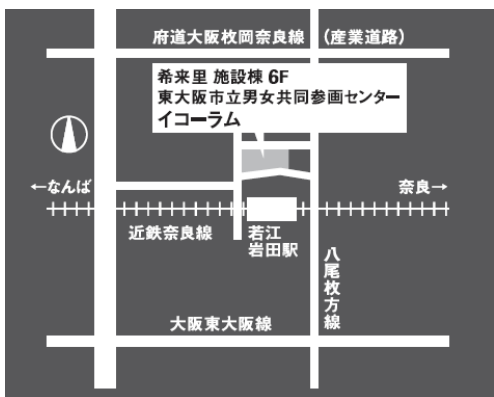 府道大阪枚岡奈良線 (産業道路)
希来里 施設棟 6F
東大阪市立男女共同参画センター
イコーラム
←なんば
奈良→
近鉄奈良線
若江
岩田駅
八尾枚方線
大阪東大阪線